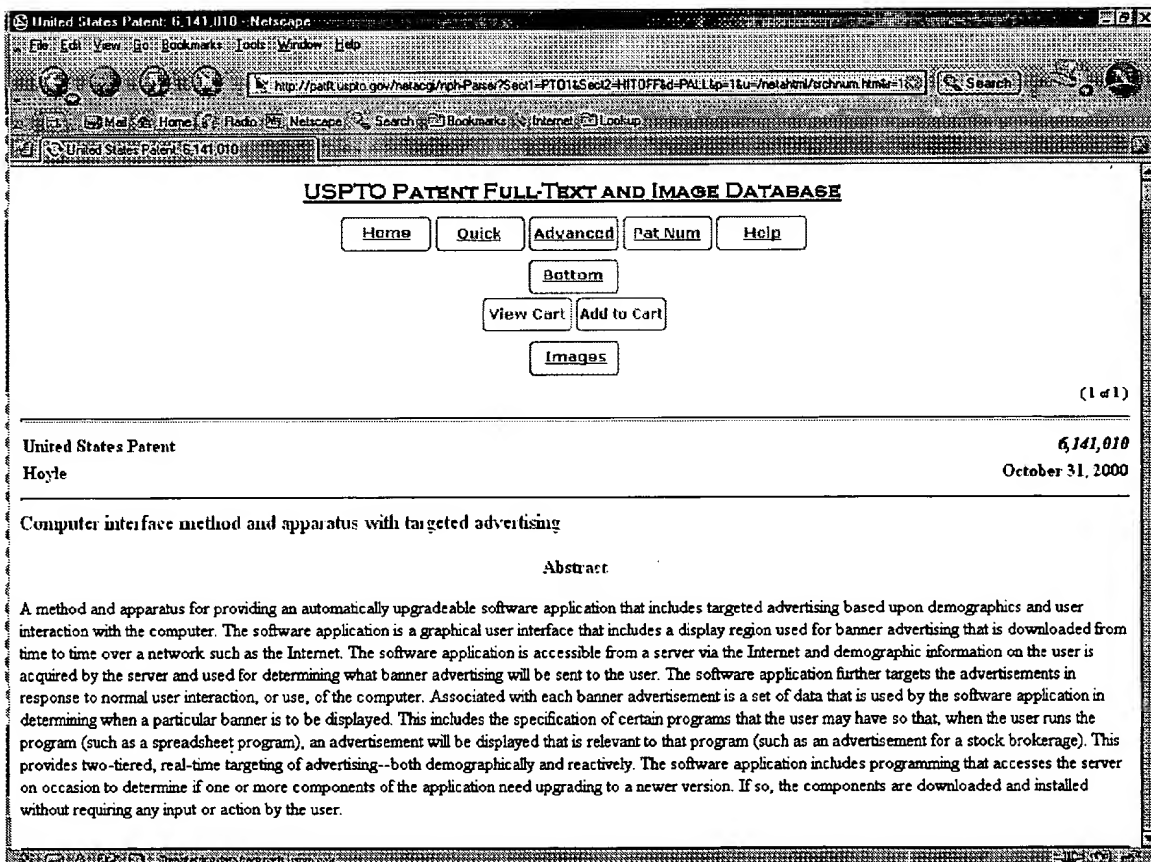 United States Patent: 6,141,010 - Netscape
File Edit View Go Bookmarks Tools Window Help
http://patft.uspto.gov/netacgi/nph-Parser?Sect1=PTO1&Sect2=HITOFF&d=PALL&p=1&u=/netahtml/srchnum.htm&r=1 Search
Mail Home Radio Netscape Search Bookmarks Internet Lookup
United States Patent: 6,141,010
USPTO PATENT FULL-TEXT AND IMAGE DATABASE
Home Quick Advanced Pat Num Help
Bottom
View Cart Add to Cart
Images
(1 of 1)
United States Patent 6,141,010
Hoyle October 31, 2000
Computer interface method and apparatus with targeted advertising
Abstract
A method and apparatus for providing an automatically upgradeable software application that includes targeted advertising based upon demographics and user
interaction with the computer. The software application is a graphical user interface that includes a display region used for banner advertising that is downloaded from
time to time over a network such as the Internet. The software application is accessible from a server via the Internet and demographic information on the user is
acquired by the server and used for determining what banner advertising will be sent to the user. The software application further targets the advertisements in
response to normal user interaction, or use, of the computer. Associated with each banner advertisement is a set of data that is used by the software application in
determining when a particular banner is to be displayed. This includes the specification of certain programs that the user may have so that, when the user runs the
program (such as a spreadsheet program), an advertisement will be displayed that is relevant to that program (such as an advertisement for a stock brokerage). This
provides two-tiered, real-time targeting of advertising--both demographically and reactively. The software application includes programming that accesses the server
on occasion to determine if one or more components of the application need upgrading to a newer version. If so, the components are downloaded and installed
without requiring any input or action by the user.